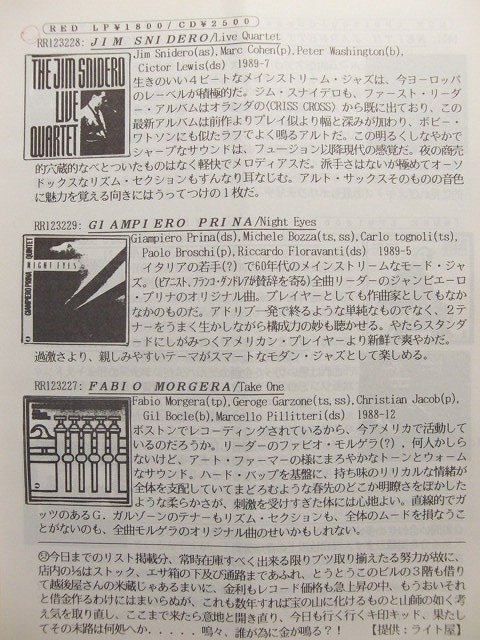 RED LP¥1800/CD¥2500
RR123228: JIM SNIDERO/Live Quartet
THE JIM SNIDERO LIVE QUARTET
Jim Snidero(as),Marc Cohen(p),Peter Washington(b),
Cictor Lewis(ds) 1989-7
生きのいい4ビートなメインストリーム・ジャズは、今ヨーロッパ
のレーベルが積極的だ。ジム・スナイデロも、ファースト・リーダ
ー・アルバムはオランダの(CRISS CROSS)から既に出ており、この
最新アルバムは前作よりプレイ似より幅と深みが加わり、ボビー・
ワトソンにも似たラフでよく鳴るアルトだ。この明るくしなやかで
シャープなサウンドは、フュージョン以降現代の感覚だ。夜の商売
的穴蔵的なベとついたものはなく軽快でメロディアスだ。派手さはないが極めてオーソ
ドックスなリズム・セクションもすんなり耳なじむ。アルト・サックスそのものの音色
に魅力を覚える向きにはうってつけの1枚だ。
RR123229: GIAMPIERO PRINA/Night Eyes
GIAMPIERO PRINA QUINTET
NIGHT EYES
Giampiero Prina(ds),Michele Bozza(ts,ss),Carlo tognoli(ts),
Paolo Broschi(p),Riccardo Floravanti(ds) 1989-5
イタリアの若手(?)で60年代のメインストリームなモード・ジャ
ズ。(ピアニスト、フランコ・ダンドレアが賛辞を寄る)全曲リーダーのジャンピエーロ
・プリナのオリジナル曲。プレイヤーとしても作曲家としてもなか
なかのものだ。アドリブ一発で終るような単純なものでなく、2テ
ナーをうまく生かしながら構成力の妙も聴かせる。やたらスタンダ
ードにしがみつくアメリカン・プレイヤーより新鮮で爽やかだ。
過激さより、親しみやすいテーマがスマートなモダン・ジャズとして楽しめる。
RR123227: FABIO MORGERA/Take One
Fabio Morgera(tp),Geroge Garzone(ts,ss),Christian Jacob(p),
Gil Bocle(b),Marcello Pillitteri(ds) 1988-12
ボストンでレコーディングされているから、今アメリカで活動して
いるのだろうか。リーダーのファビオ・モルゲラ(?)，何人かしら
ないけど、アート・ファーマーの様にまろやかなトーンとウォーム
なサウンド。ハード・バップを基盤に、持ち味のリリカルな情緒が
全体を支配していてまどろむような春先のどこか明瞭さをぼかした
ような柔らかさが、刺激を受けすぎた体には心地よい。直線的でガ
ッツのあるG．ガルゾーンのテナーもリズム・セクションも、全体のムードを損なうこ
とがないのも、全曲モルゲラのオリジナル曲のせいかもしれない。
今日までのリスト掲載分、常時在庫すべく出来る限りブツ取り揃えたる努力が故に、
店内の⅓はストック、エサ箱の下及び通路まであふれ、とうとうこのビルの3階も借り
て越後屋さんの米蔵じゃあるまいに、金利もレコード価格も急上昇の中、もうおいそれ
と借金作るわけにはまいらぬが、これも数年すれば宝の山に化けるものと山師の如く考
え気を取り直し、ここまで来たら意地と開き直り、今日も行く行くキ印キッド、果たし
てその末路は何処へか．．．．．嗚々、誰が為に金が鳴る?！ 【提供：ライト屋】